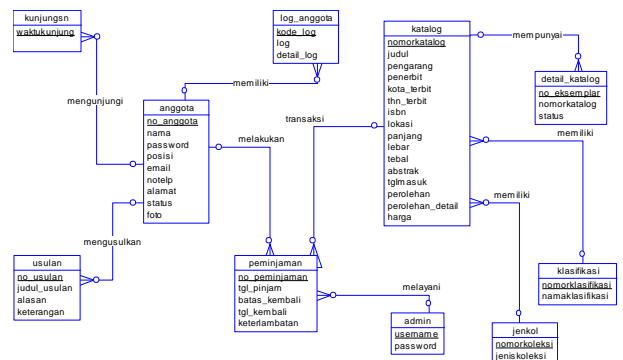 kunjungsn
waktukunjung
mengunjungi
log_anggota
kode_log
log
detail_log
memiliki
anggota
no_anggota
nama
password
posisi
email
notelp
alamat
status
foto
melakukan
transaksi
katalog
nomorkatalog
judul
pengarang
penerbit
kota_terbit
thn_terbit
isbn
lokasi
panjang
lebar
tebal
abstrak
tglmasuk
perolehan
perolehan_detail
harga
mempunyai
detail_katalog
no_eksemplar
nomorkatalog
status
memiliki
memiliki
mengusulkan
usulan
no_usulan
judul_usulan
alasan
keterangan
peminjaman
no_peminjaman
tgl_pinjam
batas_kembali
tgl_kembali
keterlambatan
melayani
admin
username
password
klasifikasi
nomorklasifikasi
namaklasifikasi
jenkol
nomorkoleksi
jeniskoleksi